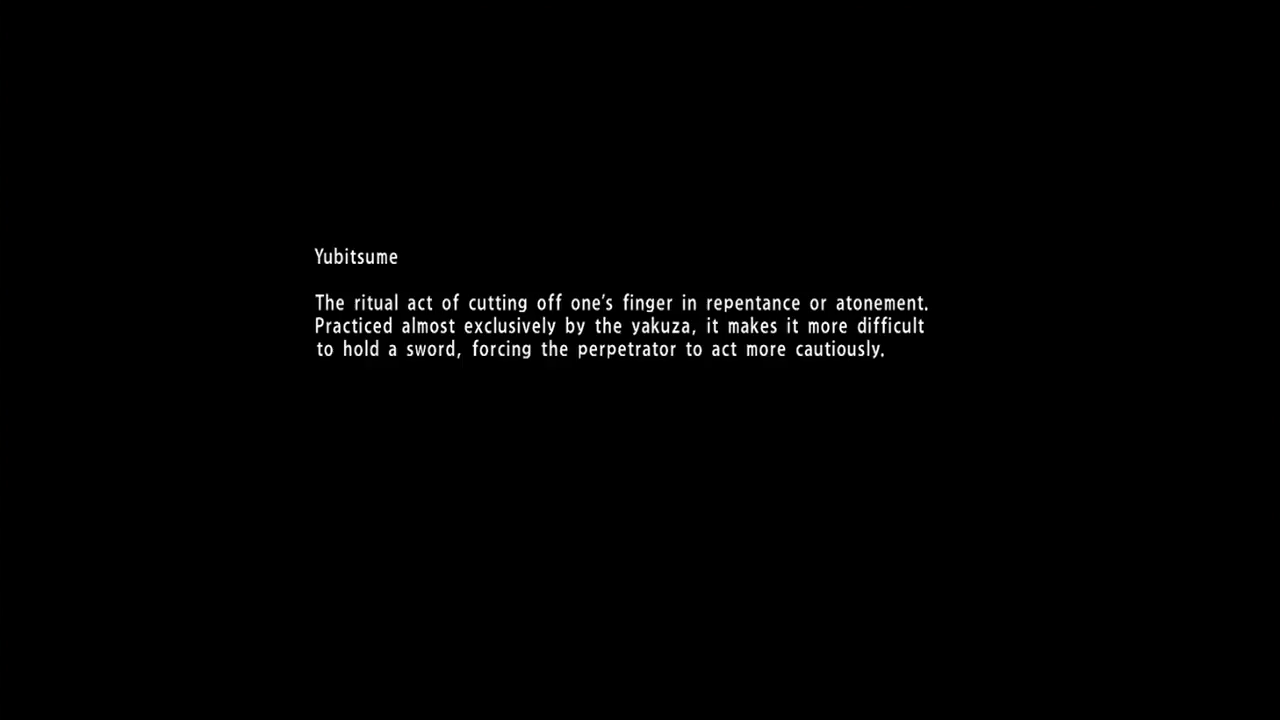 Yubitsume
The ritual act of cutting off one's finger in repentance or atonement.
Practiced almost exclusively by the yakuza, it makes it more difficult
to hold a sword, forcing the perpetrator to act more cautiously.